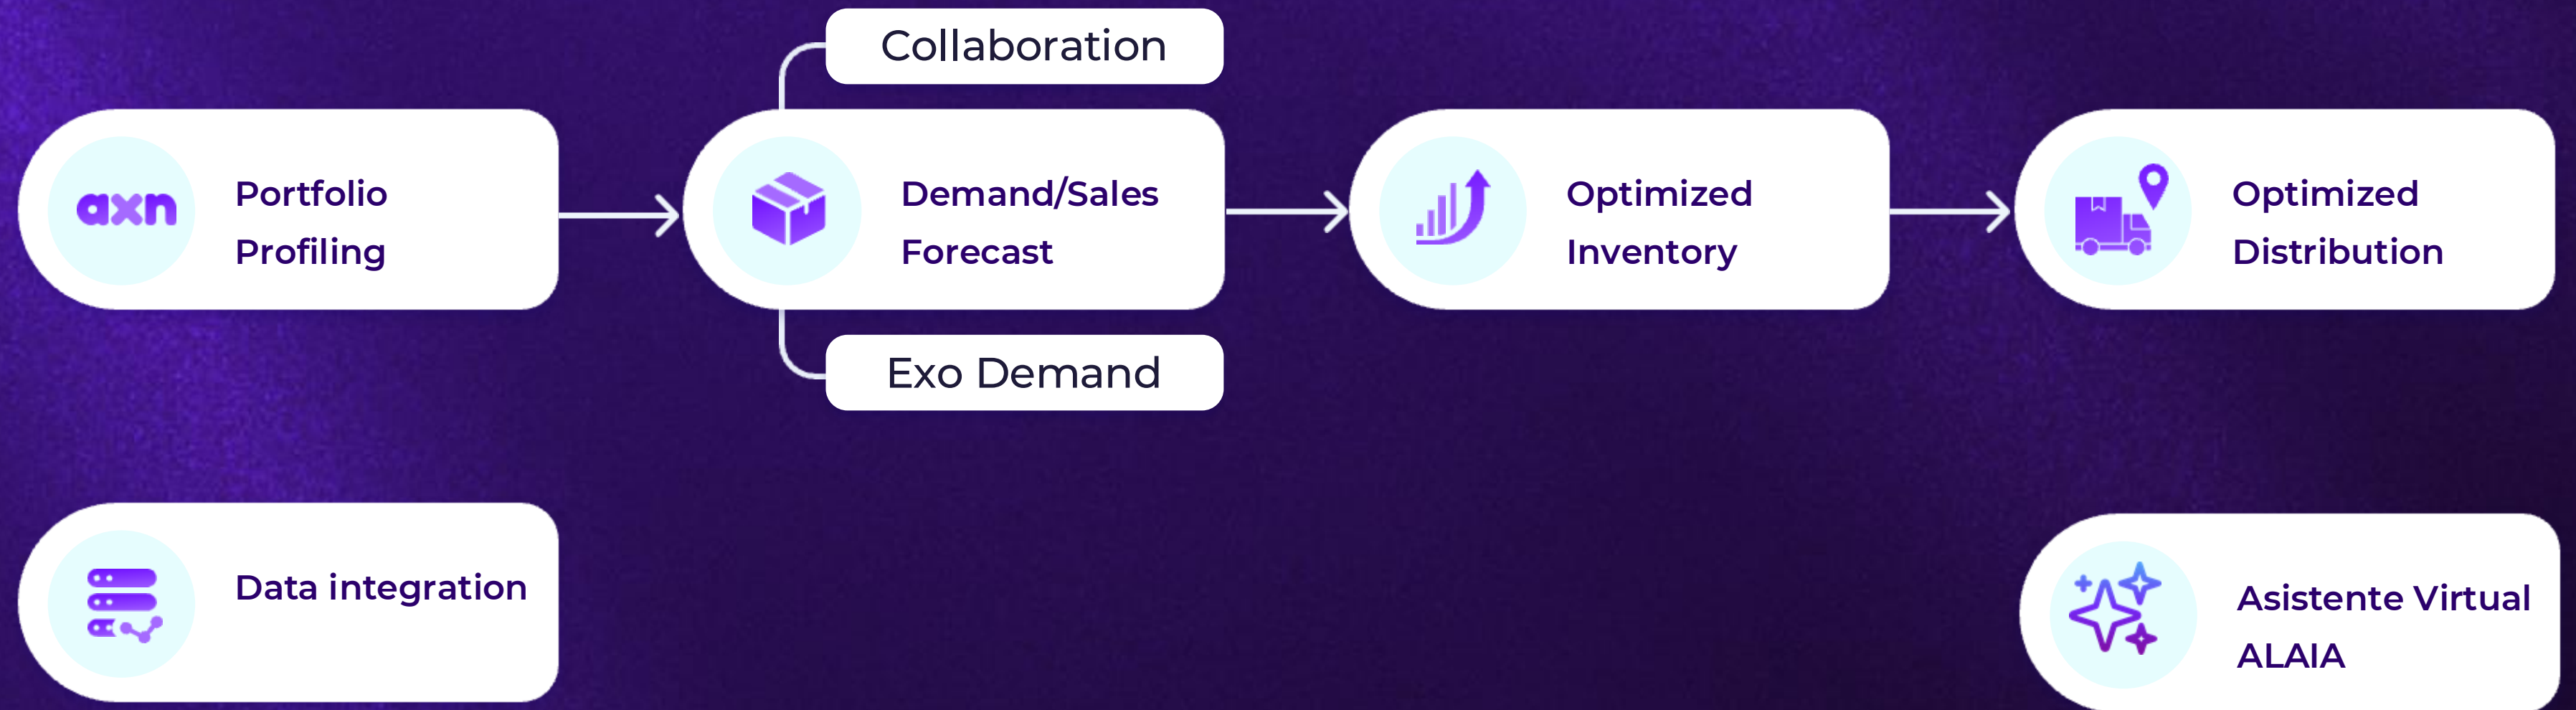 Collaboration
axn
Portfolio
Profiling
Demand/Sales
Forecast
Optimized
Inventory
Optimized
Distribution
Exo Demand
Data integration
Asistente Virtual
ALAIA